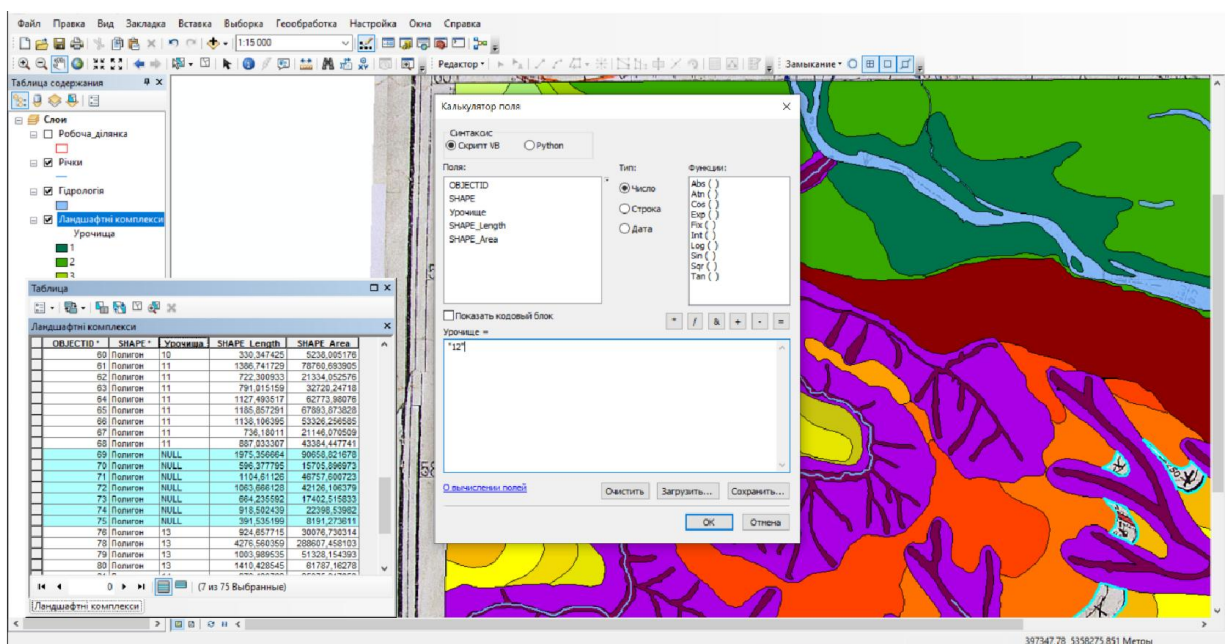 Файл Правка Вид Закладка Вставка Выборка Геообработка Настройка Окна Справка
1:15 000
Редактор Замыкание
Таблица содержания
Слои
Робоча_ділянка
Річки
Гідрологія
Ландшафтні комплекси
Урочища
1
2
3
Калькулятор поля
Синтаксис
Скрипт VB Python
Поля: Тип: Функции:
OBJECTID
SHAPE
Урочище
SHAPE_Length
SHAPE_Area
Число
Строка
Дата
Abs ( )
Atn ( )
Cos ( )
Exp ( )
Fix ( )
Int ( )
Log ( )
Sin ( )
Sqr ( )
Tan ( )
Показать кодовый блок
* / & + - =
Урочище =
"12"
О вычислении полей
Очистить Загрузить... Сохранить...
OK Отмена
Таблица
Ландшафтні комплекси
OBJECTID * SHAPE * Урочища SHAPE_Length SHAPE_Area
60 Полигон 10 330,347425 5238,005176
61 Полигон 11 1386,741729 78760,693905
62 Полигон 11 722,300933 21334,052576
63 Полигон 11 791,015159 32720,24718
64 Полигон 11 1127,493517 62773,98076
65 Полигон 11 1185,857291 67893,873828
66 Полигон 11 1138,106395 53326,256585
67 Полигон 11 736,18011 21146,070509
68 Полигон 11 887,033307 43384,447741
69 Полигон NULL 1975,356664 90658,821678
70 Полигон NULL 596,377795 15705,896973
71 Полигон NULL 1104,61126 46757,600723
72 Полигон NULL 1063,666128 42126,106379
73 Полигон NULL 664,235592 17402,515833
74 Полигон NULL 918,502439 22398,53982
75 Полигон NULL 391,535199 8191,273611
76 Полигон 13 924,657715 30076,730314
78 Полигон 13 4276,560359 288607,458103
79 Полигон 13 1003,989535 51328,154393
80 Полигон 13 1410,428545 61787,16278
0 (7 из 75 Выбранные)
Ландшафтні комплекси
397347,78 5358275,851 Метры